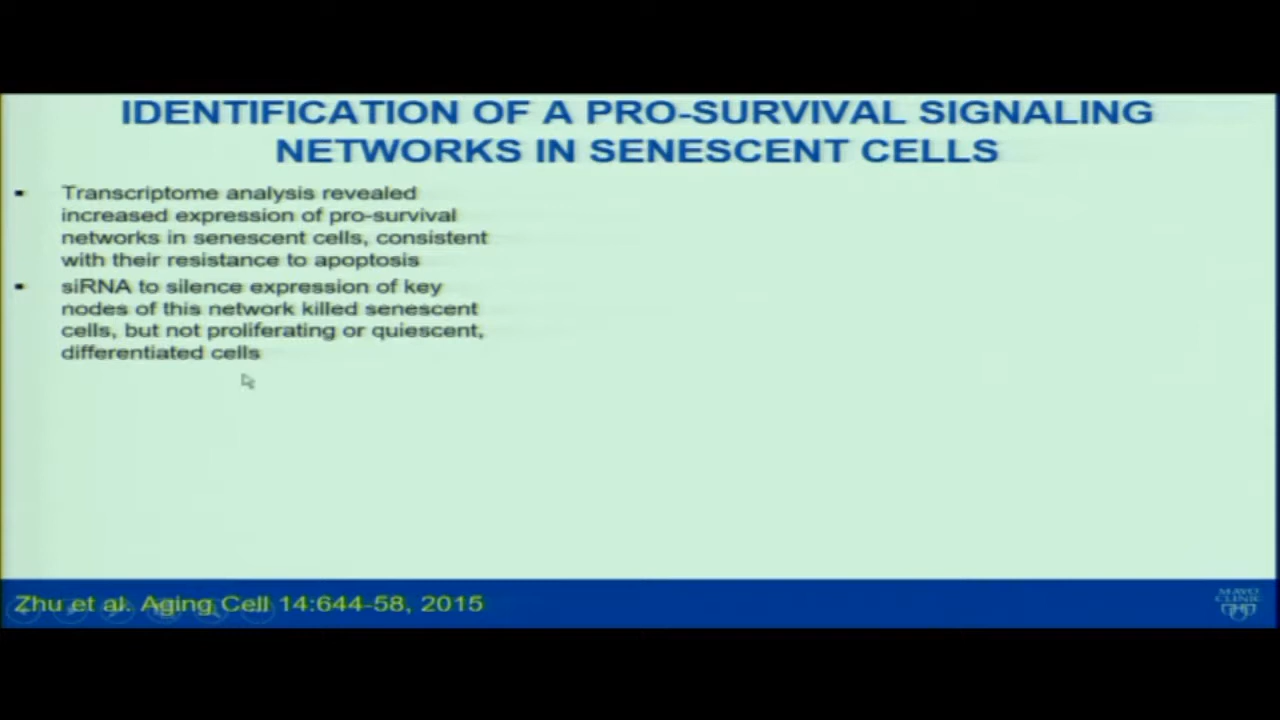 IDENTIFICATION OF A PRO-SURVIVAL SIGNALING
NETWORKS IN SENESCENT CELLS
▪ Transcriptome analysis revealed
increased expression of pro-survival
networks in senescent cells, consistent
with their resistance to apoptosis
▪ siRNA to silence expression of key
nodes of this network killed senescent
cells, but not proliferating or quiescent,
differentiated cells
Zhu et al. Aging Cell 14:644-58, 2015
MAYO
CLINIC